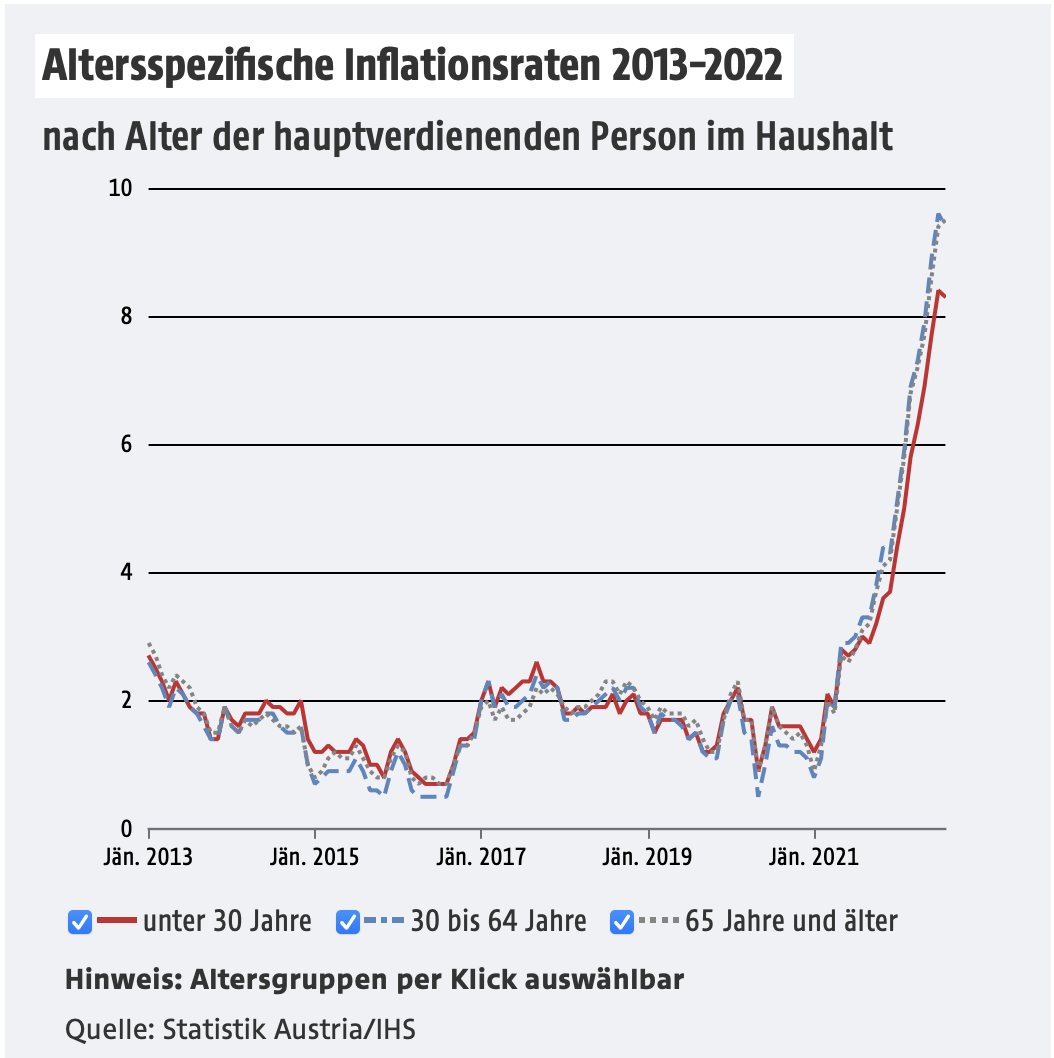 Altersspezifische Inflationsraten 2013–2022
nach Alter der hauptverdienenden Person im Haushalt
10
8
6
4
2
0
Jän. 2013 Jän. 2015 Jän. 2017 Jän. 2019 Jän. 2021
unter 30 Jahre 30 bis 64 Jahre 65 Jahre und älter
Hinweis: Altersgruppen per Klick auswählbar
Quelle: Statistik Austria/IHS